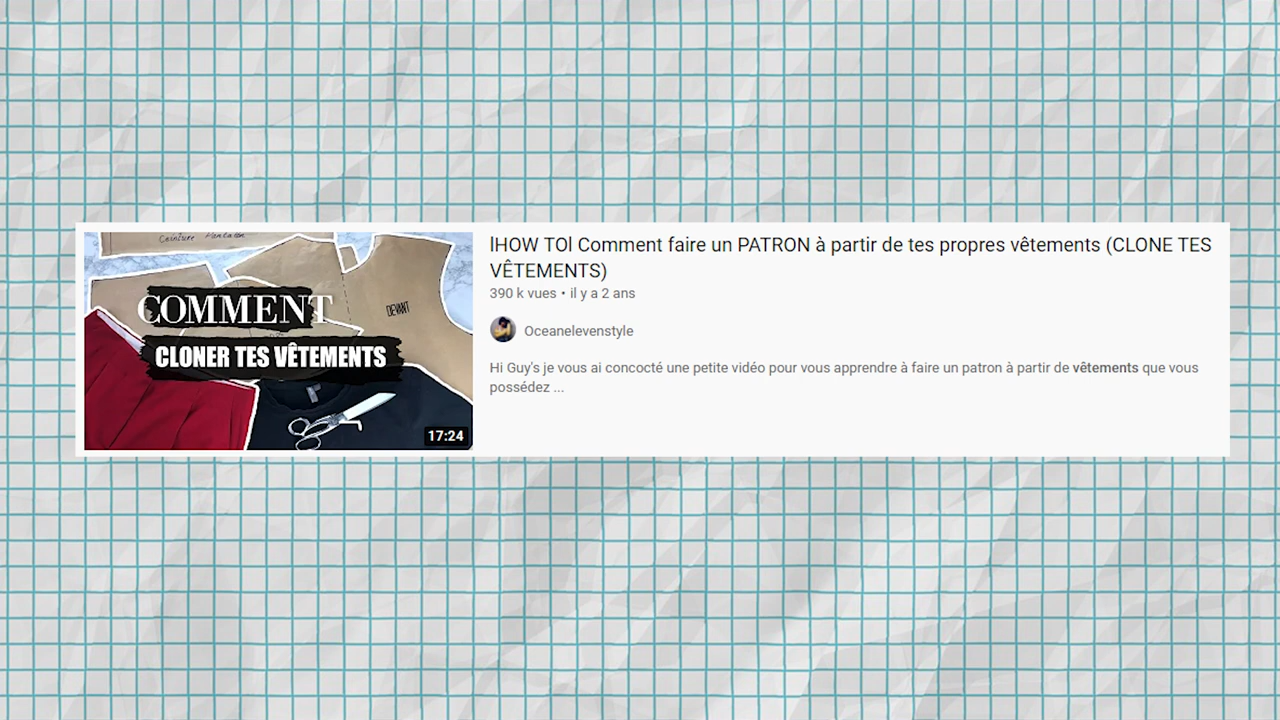 Ceinture Pantalon
COMMENT
DEVANT
CLONER TES VÊTEMENTS
17:24
|HOW TO| Comment faire un PATRON à partir de tes propres vêtements (CLONE TES
VÊTEMENTS)
390 k vues • il y a 2 ans
Oceanelevenstyle
Hi Guy's je vous ai concocté une petite vidéo pour vous apprendre à faire un patron à partir de vêtements que vous
possédez ...